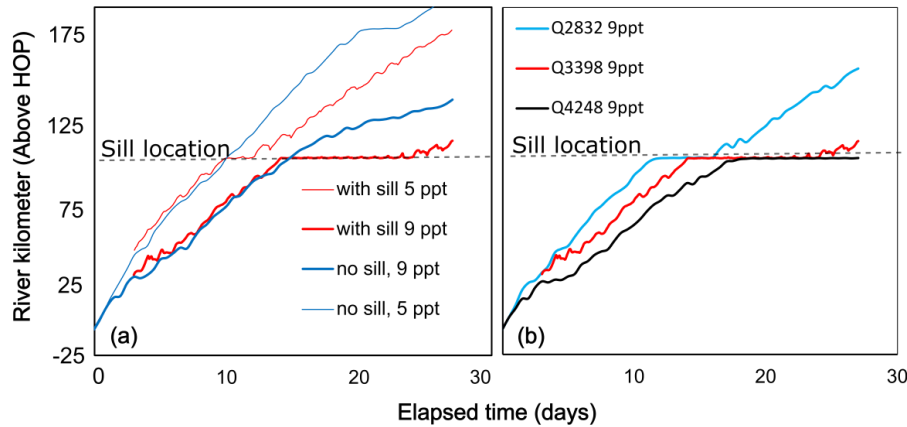 River kilometer (Above HOP)
175
125
75
25
-25
Sill location
with sill 5 ppt
with sill 9 ppt
no sill, 9 ppt
no sill, 5 ppt
(a)
0
10
20
30
Q2832 9ppt
Q3398 9ppt
Q4248 9ppt
Sill location
(b)
10
20
30
Elapsed time (days)